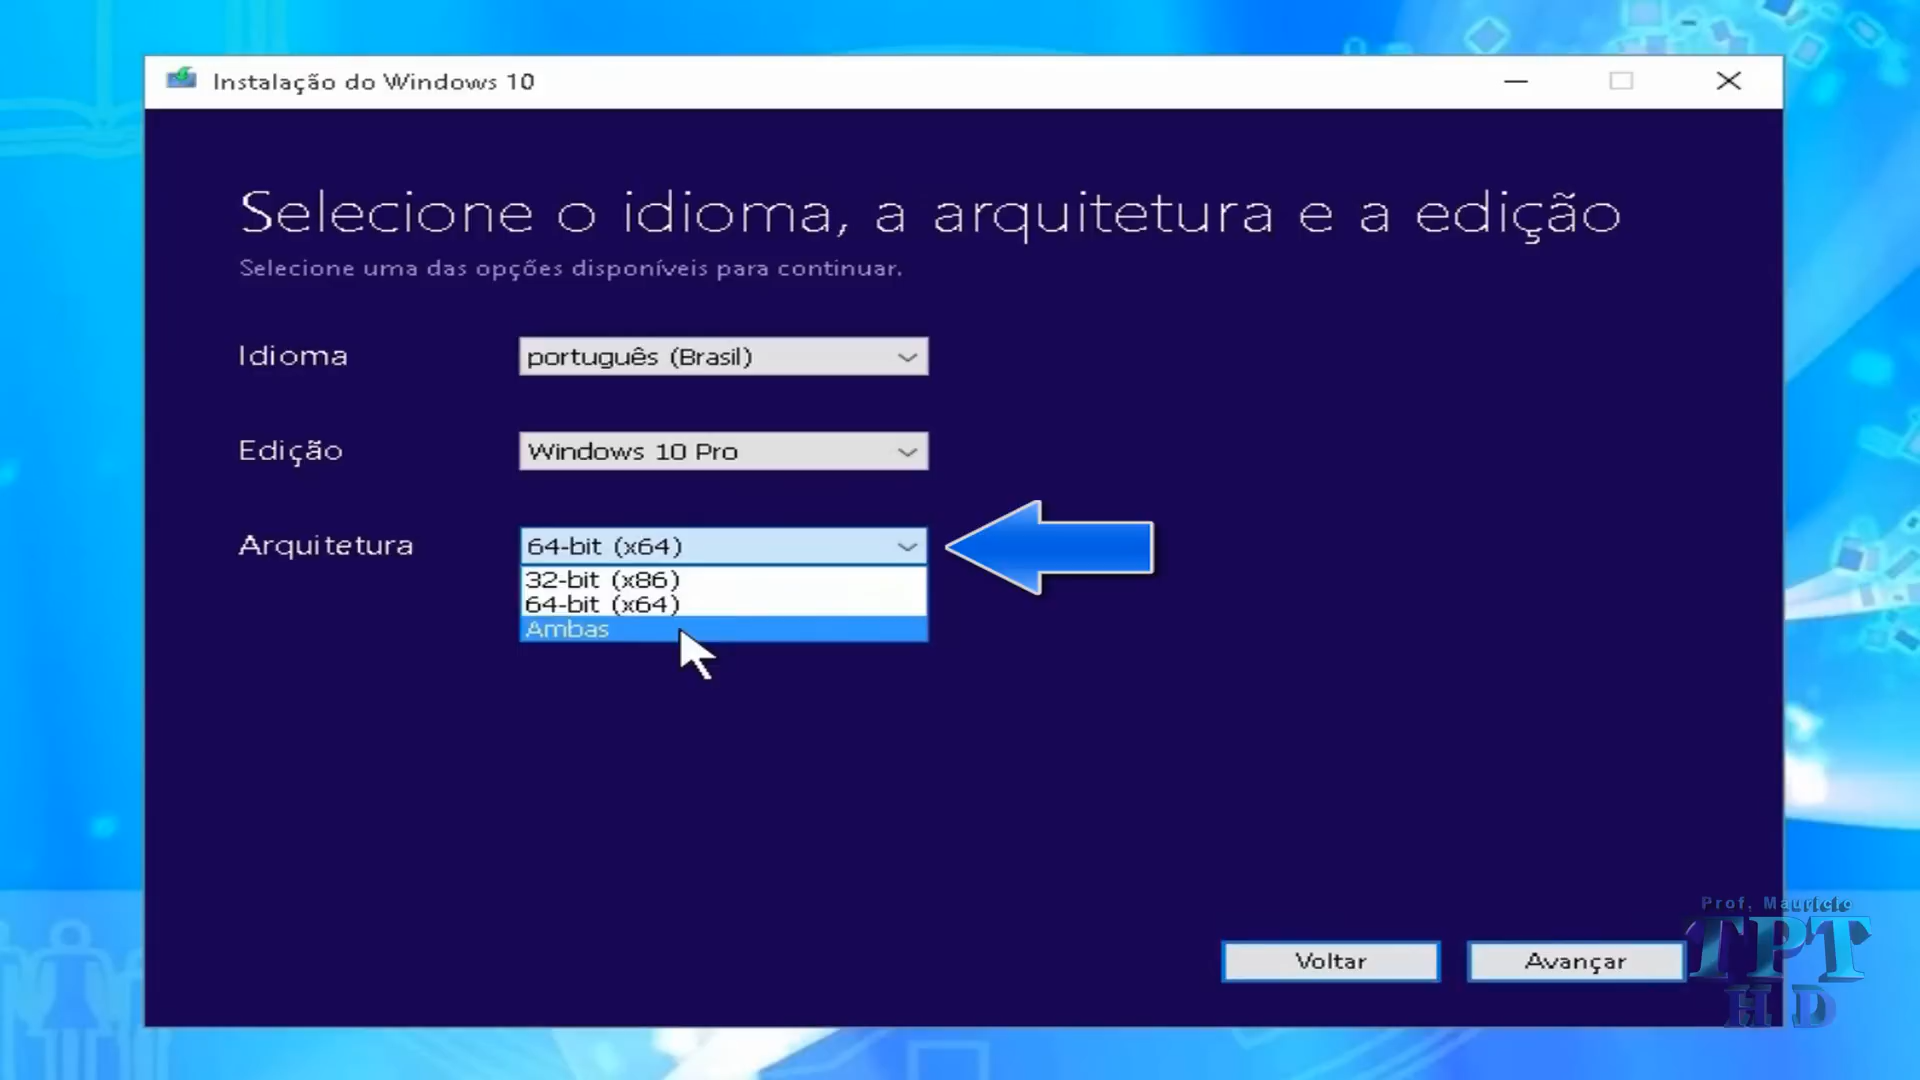 Instalação do Windows 10
Selecione o idioma, a arquitetura e a edição
Selecione uma das opções disponíveis para continuar.
Idioma
português (Brasil)
Edição
Windows 10 Pro
Arquitetura
64-bit (x64)
32-bit (x86)
64-bit (x64)
Ambas
Voltar
Avançar
Prof. Mauricio
TPT
HD